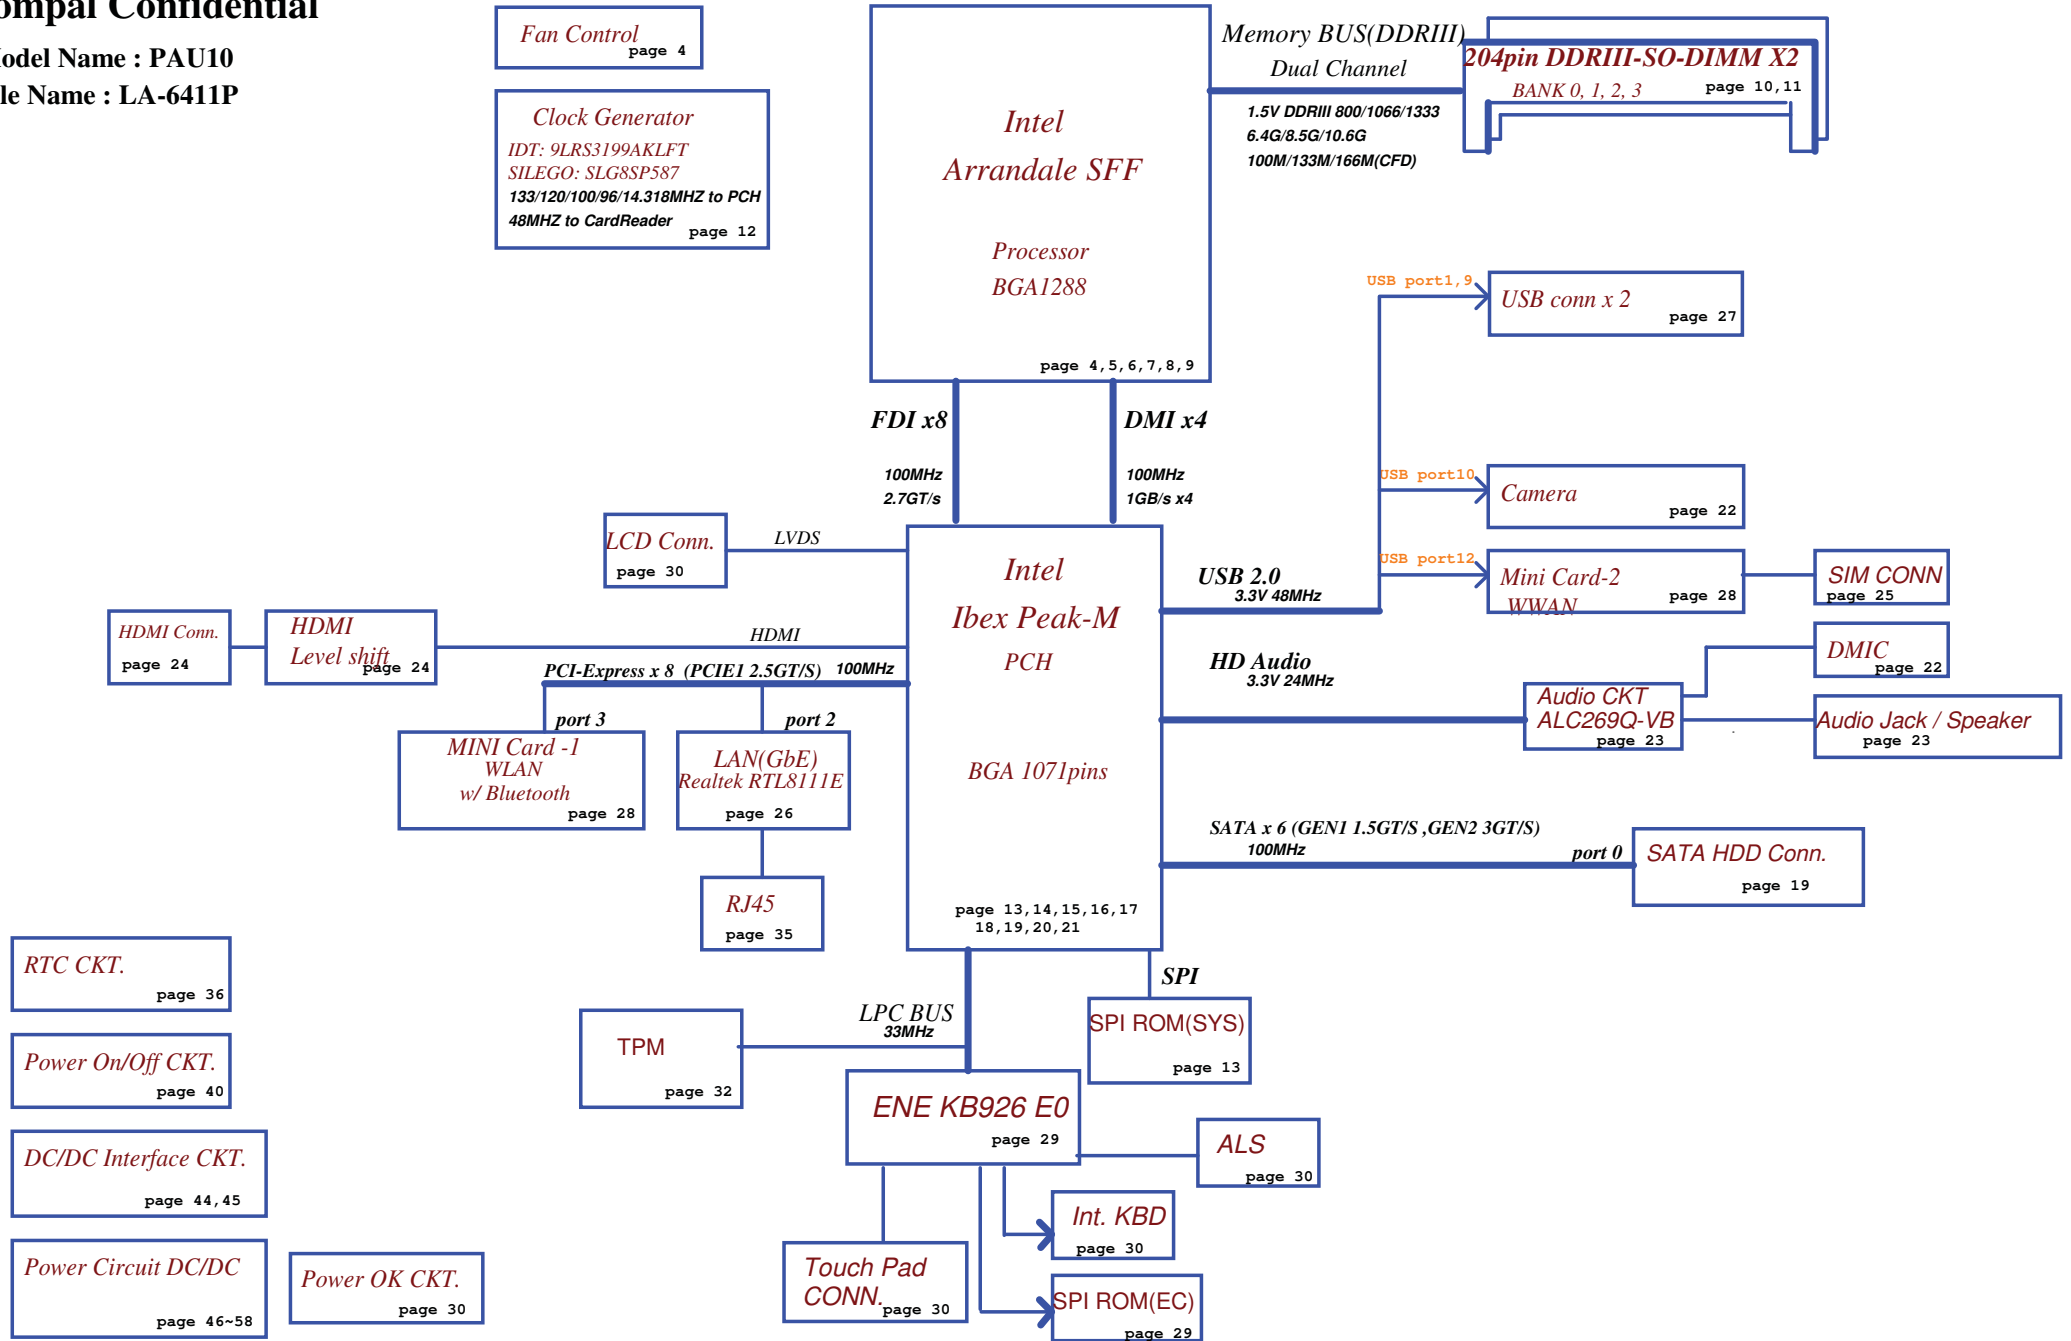 ompal Confidential
odel Name : PAU10
le Name : LA-6411P
Fan Control
page 4
Clock Generator
IDT: 9LRS3199AKLFT
SILEGO: SLG8SP587
133/120/100/96/14.318MHZ to PCH
48MHZ to CardReader
page 12
Intel
Arrandale SFF
Processor
BGA1288
page 4,5,6,7,8,9
Memory BUS(DDRIII)
Dual Channel
1.5V DDRIII 800/1066/1333
6.4G/8.5G/10.6G
100M/133M/166M(CFD)
204pin DDRIII-SO-DIMM X2
BANK 0, 1, 2, 3
page 10,11
USB port1,9
USB conn x 2
page 27
USB port10
Camera
page 22
USB port12
Mini Card-2
WWAN
page 28
SIM CONN
page 25
FDI x8
100MHz
2.7GT/s
DMI x4
100MHz
1GB/s x4
LCD Conn.
page 30
LVDS
Intel
Ibex Peak-M
PCH
BGA 1071pins
page 13,14,15,16,17
18,19,20,21
USB 2.0
3.3V 48MHz
HD Audio
3.3V 24MHz
DMIC
page 22
Audio CKT
ALC269Q-VB
page 23
Audio Jack / Speaker
page 23
HDMI Conn.
page 24
HDMI
Level shift
page 24
HDMI
PCI-Express x 8 (PCIE1 2.5GT/S) 100MHz
port 3
port 2
MINI Card -1
WLAN
w/ Bluetooth
page 28
LAN(GbE)
Realtek RTL8111E
page 26
RJ45
page 35
SATA x 6 (GEN1 1.5GT/S ,GEN2 3GT/S)
100MHz
port 0
SATA HDD Conn.
page 19
SPI
SPI ROM(SYS)
page 13
LPC BUS
33MHz
TPM
page 32
ENE KB926 E0
page 29
ALS
page 30
Int. KBD
page 30
Touch Pad
CONN.
page 30
SPI ROM(EC)
page 29
RTC CKT.
page 36
Power On/Off CKT.
page 40
DC/DC Interface CKT.
page 44,45
Power Circuit DC/DC
page 46~58
Power OK CKT.
page 30